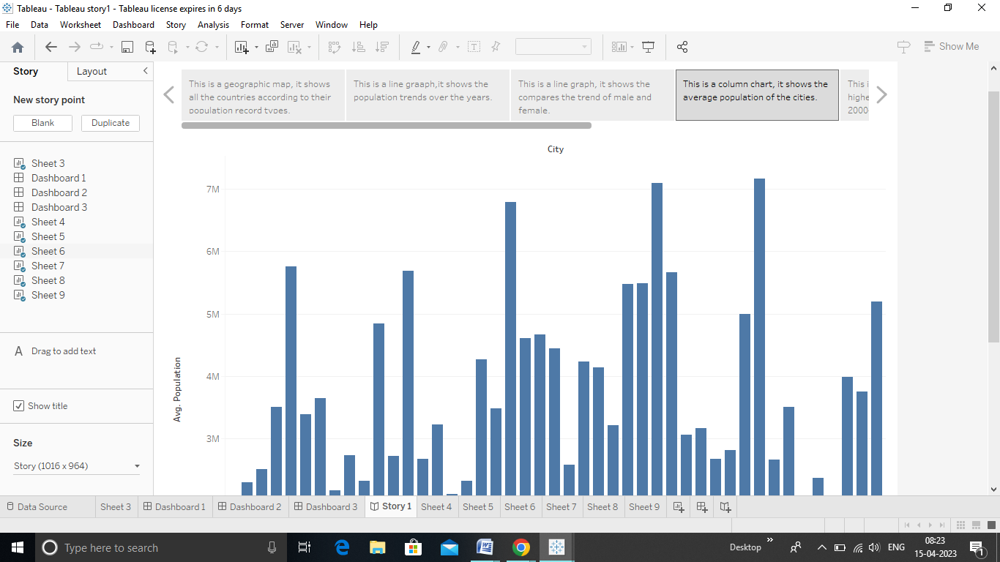 Tableau - Tableau story1 - Tableau license expires in 6 days
File Data Worksheet Dashboard Story Analysis Format Server Window Help
Show Me
Story Layout
New story point
Blank Duplicate
Sheet 3
Dashboard 1
Dashboard 2
Dashboard 3
Sheet 4
Sheet 5
Sheet 6
Sheet 7
Sheet 8
Sheet 9
A Drag to add text
Show title
Size
Story (1016 x 964)
This is a geographic map, it shows
all the countries according to their
population record types.
This is a line graaph,it shows the
population trends over the years.
This is a line graph, it shows the
compares the trend of male and
female.
This is a column chart, it shows the
average population of the cities.
This i
highe
2000
City
7M
6M
5M
4M
3M
Avg. Population
Data Source Sheet 3 Dashboard 1 Dashboard 2 Dashboard 3 Story 1 Sheet 4 Sheet 5 Sheet 6 Sheet 7 Sheet 8 Sheet 9
Type here to search
Desktop
ENG
08:23
15-04-2023
1